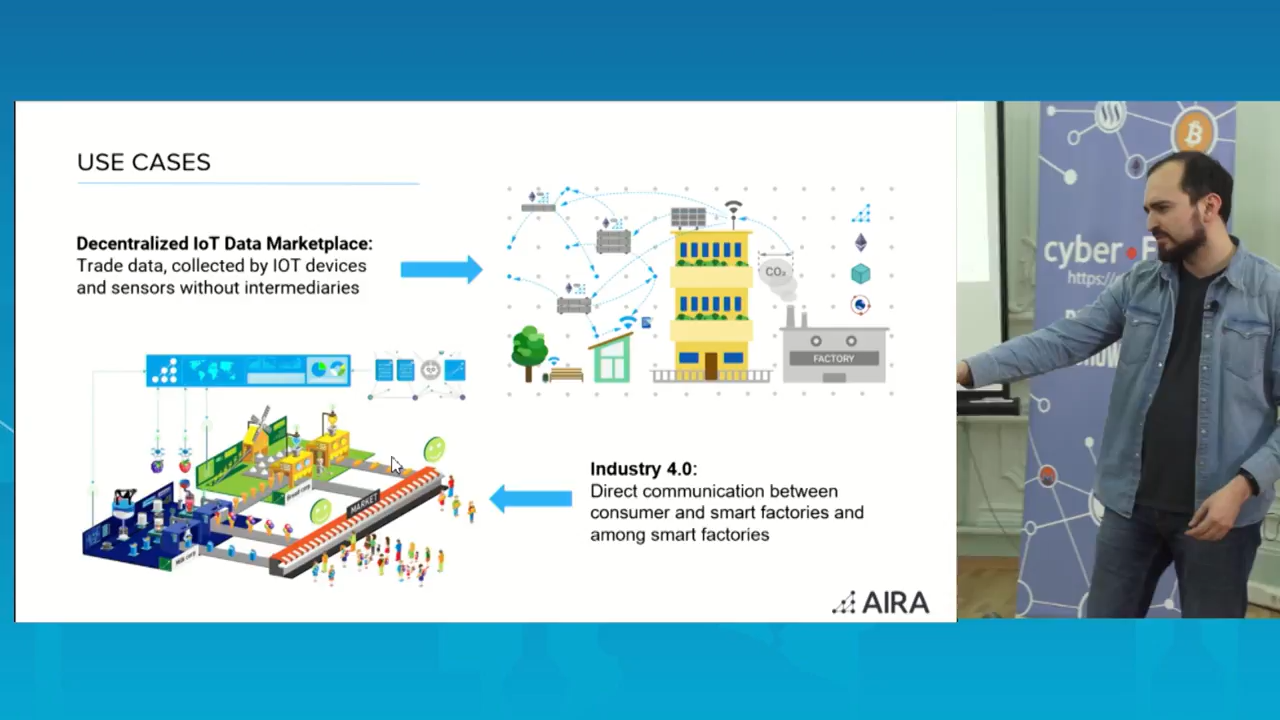 USE CASES
Decentralized IoT Data Marketplace:
Trade data, collected by IOT devices
and sensors without intermediaries
CO₂
FACTORY
MARKET
Industry 4.0:
Direct communication between
consumer and smart factories and
among smart factories
AIRA
cyber
https://